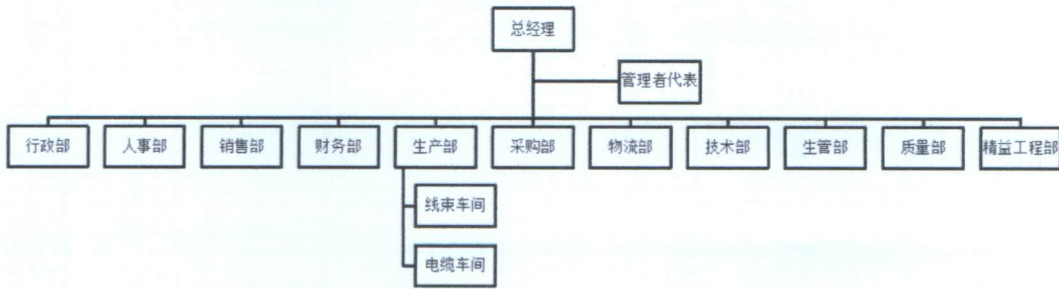 总经理
管理者代表
行政部 人事部 销售部 财务部 生产部 采购部 物流部 技术部 生管部 质量部 精益工程部
线束车间
电缆车间